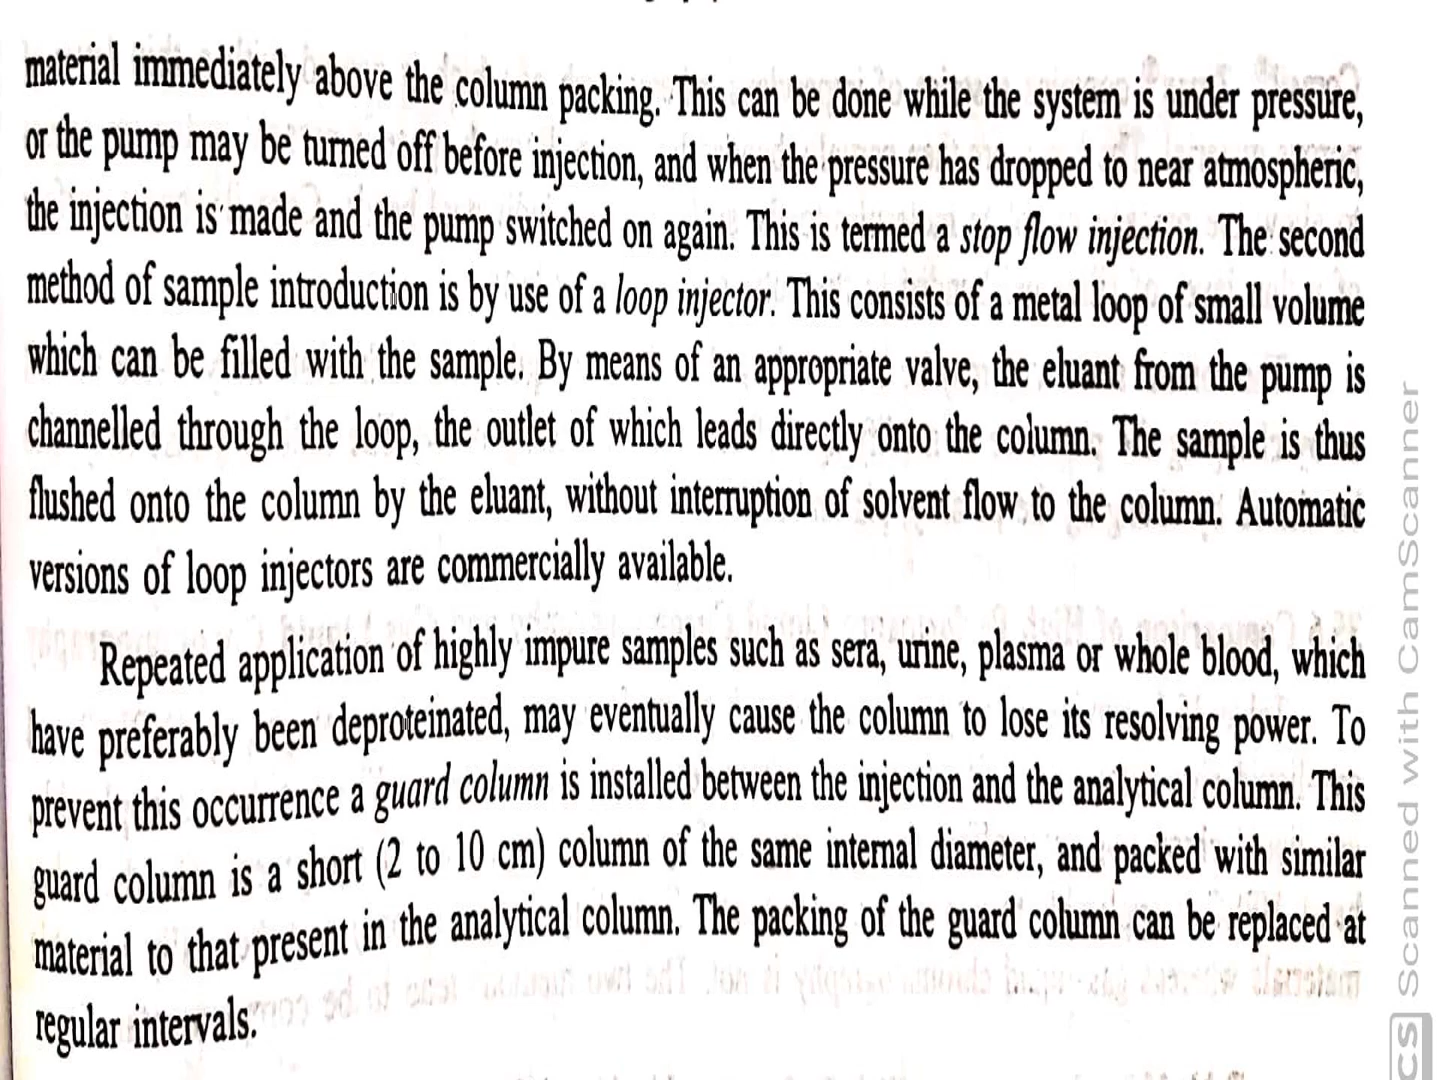 material immediately above the column packing. This can be done while the system is under pressure,
or the pump may be turned off before injection, and when the pressure has dropped to near atmospheric,
the injection is made and the pump switched on again. This is termed a stop flow injection. The second
method of sample introduction is by use of a loop injector. This consists of a metal loop of small volume
which can be filled with the sample. By means of an appropriate valve, the eluant from the pump is
channelled through the loop, the outlet of which leads directly onto the column. The sample is thus
flushed onto the column by the eluant, without interruption of solvent flow to the column. Automatic
versions of loop injectors are commercially available.
Repeated application of highly impure samples such as sera, urine, plasma or whole blood, which
have preferably been deproteinated, may eventually cause the column to lose its resolving power. To
prevent this occurrence a guard column is installed between the injection and the analytical column. This
guard column is a short (2 to 10 cm) column of the same internal diameter, and packed with similar
material to that present in the analytical column. The packing of the guard column can be replaced at
regular intervals.
CS Scanned with CamScanner